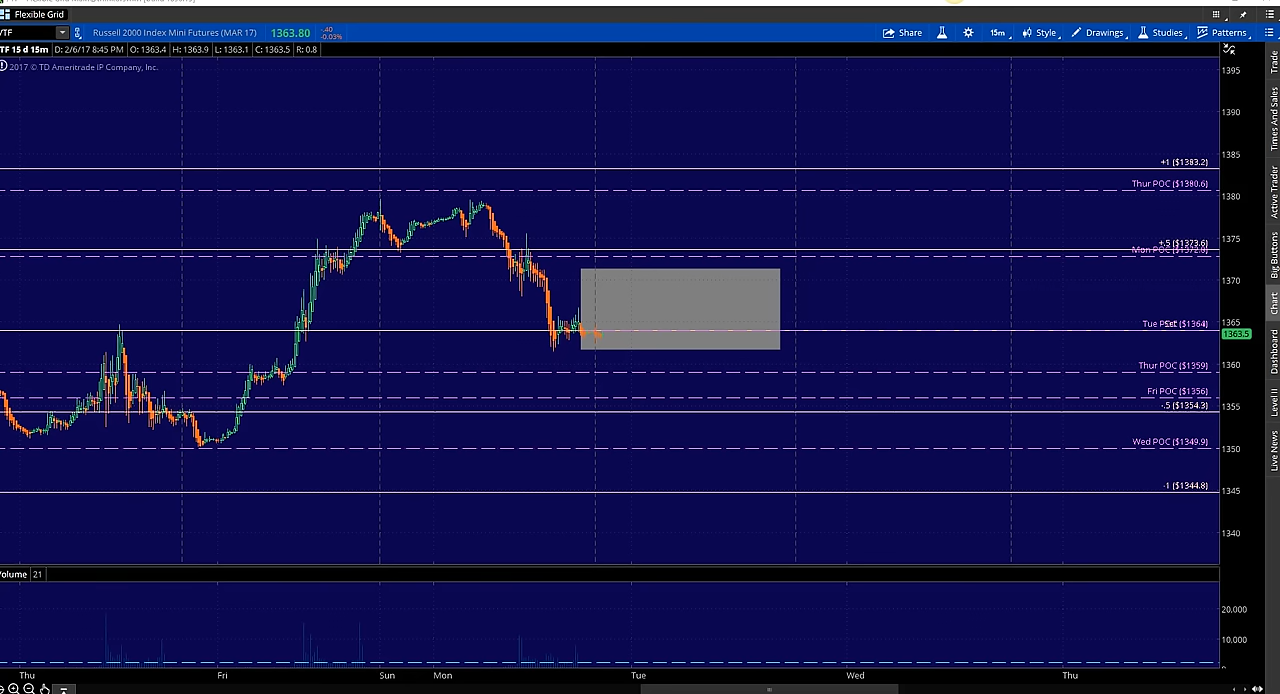 Flexible Grid
/TF Russell 2000 Index Mini Futures (MAR 17) 1363.80 -.40 -0.03% Share 15m Style Drawings Studies Patterns
TF 15 d 15m D: 2/6/17 8:45 PM O: 1363.4 H: 1363.9 L: 1363.1 C: 1363.5 R: 0.8
2017 © TD Ameritrade IP Company, Inc.
1395
1390
1385
+1 ($1383.2)
Thur POC ($1380.6)
1380
1375
+.5 ($1373.6)
1370
1365
Tue POC ($1364)
1363.5
1360
Thur POC ($1359)
Fri POC ($1356)
1355
-.5 ($1354.3)
Wed POC ($1349.9)
1350
1345
-1 ($1344.8)
1340
Volume 21
20,000
10,000
0
Thu Fri Sun Mon Tue Wed Thu
Trade
Times And Sales
Active Trader
Big Buttons
Chart
Dashboard
Level II
Live News